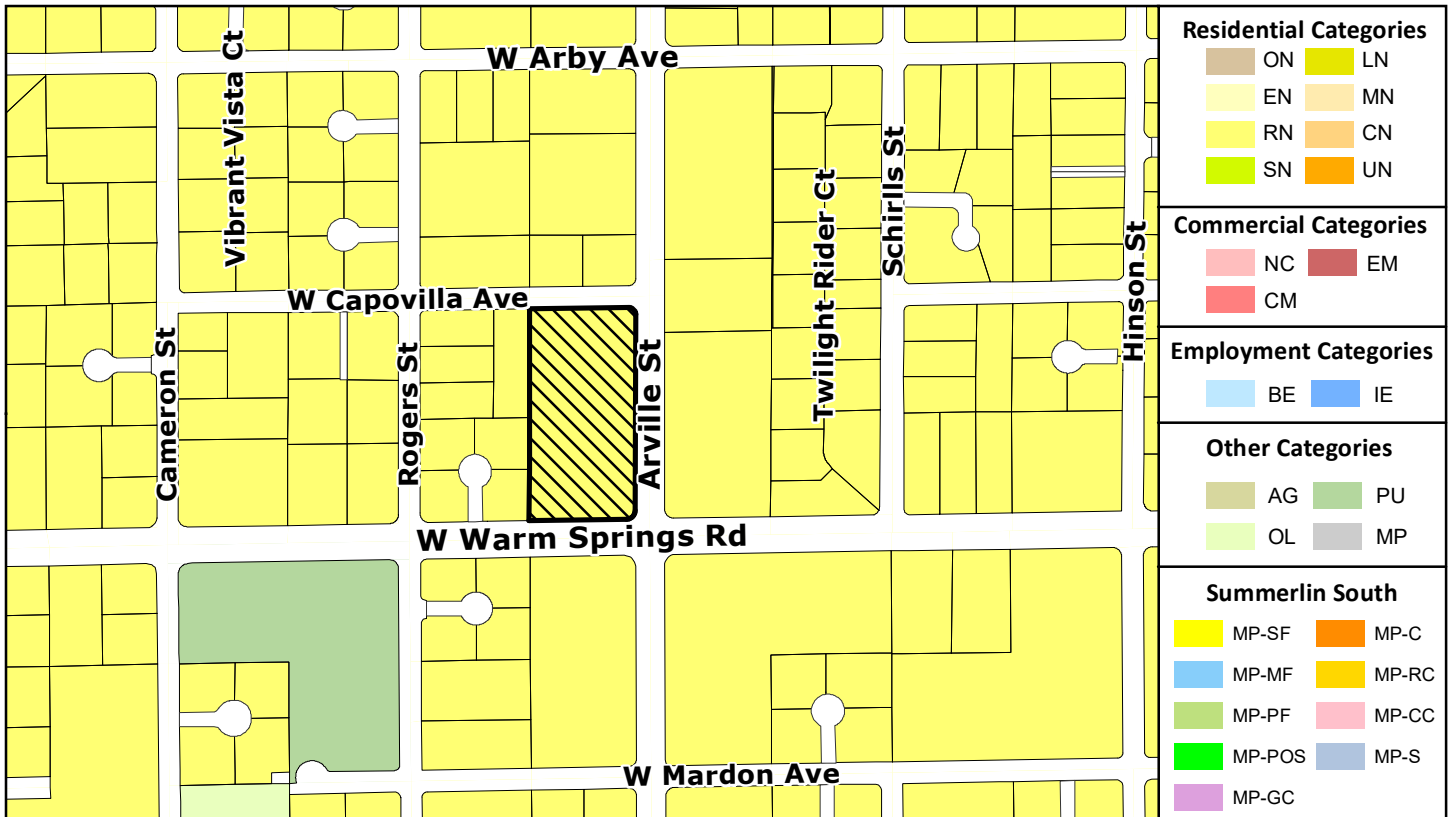 W Arby Ave
Vibrant Vista Ct
Schirlls St
Twilight Rider Ct
Hinson St
W Capovilla Ave
Cameron St
Rogers St
Arville St
W Warm Springs Rd
W Mardon Ave
Residential Categories
ON LN
EN MN
RN CN
SN UN
Commercial Categories
NC EM
CM
Employment Categories
BE IE
Other Categories
AG PU
OL MP
Summerlin South
MP-SF MP-C
MP-MF MP-RC
MP-PF MP-CC
MP-POS MP-S
MP-GC